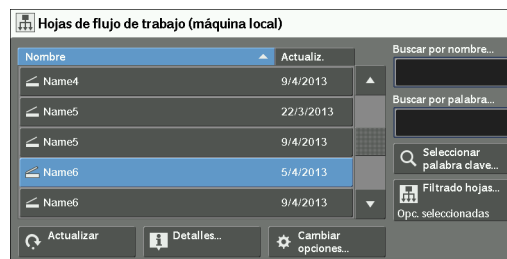 Hojas de flujo de trabajo (máquina local)
Nombre Actualiz.
Name4 9/4/2013
Name5 22/3/2013
Name5 9/4/2013
Name6 5/4/2013
Name6 9/4/2013
Buscar por nombre...
Buscar por palabra...
Seleccionar
palabra clave...
Filtrado hojas...
Opc. seleccionadas
Actualizar
Detalles...
Cambiar
opciones...